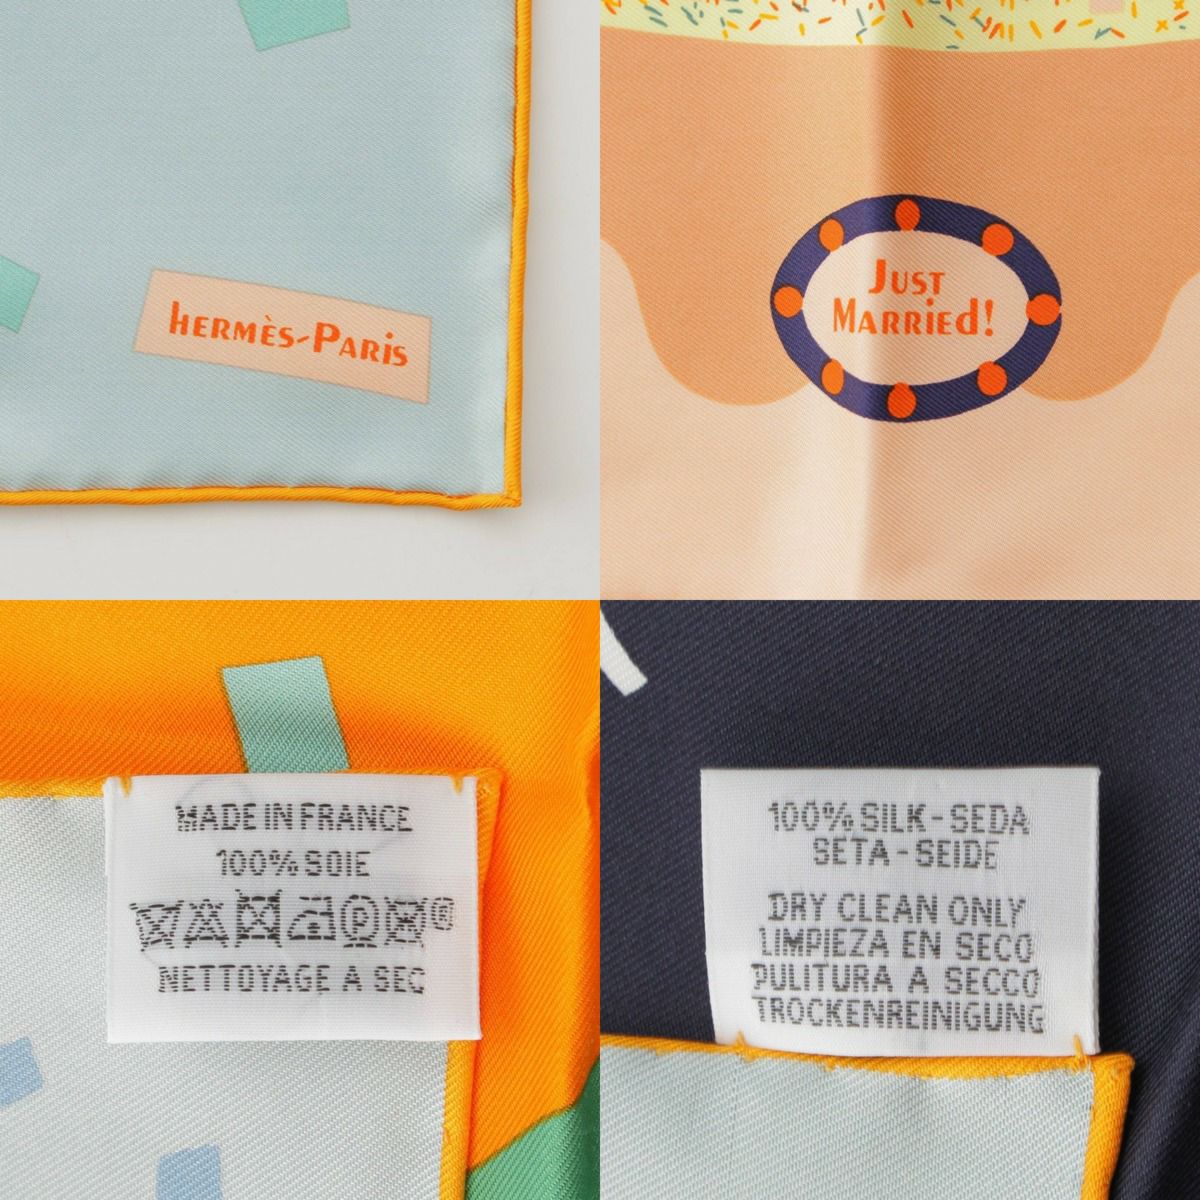 hERMÈS-PARiS
JUST
MARRiEd!
MADE IN FRANCE
100% SOIE
NETTOYAGE A SEC
100% SILK - SEDA
SETA - SEIDE
DRY CLEAN ONLY
LIMPIEZA EN SECO
PULITURA A SECCO
TROCKENREINIGUNG